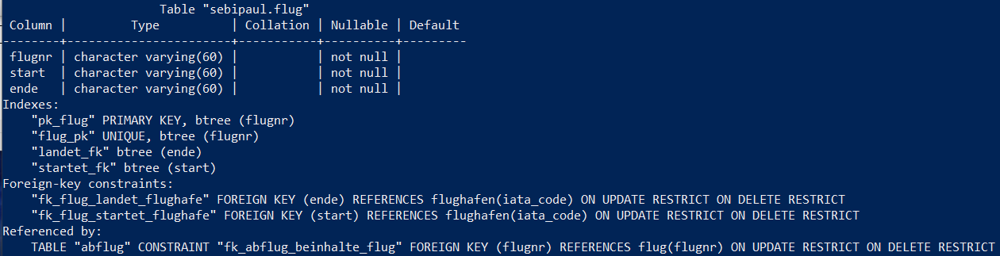 Table "sebipaul.flug"
 Column |         Type          | Collation | Nullable | Default
--------+-----------------------+-----------+----------+---------
 flugnr | character varying(60) |           | not null |
 start  | character varying(60) |           | not null |
 ende   | character varying(60) |           | not null |
Indexes:
    "pk_flug" PRIMARY KEY, btree (flugnr)
    "flug_pk" UNIQUE, btree (flugnr)
    "landet_fk" btree (ende)
    "startet_fk" btree (start)
Foreign-key constraints:
    "fk_flug_landet_flughafe" FOREIGN KEY (ende) REFERENCES flughafen(iata_code) ON UPDATE RESTRICT ON DELETE RESTRICT
    "fk_flug_startet_flughafe" FOREIGN KEY (start) REFERENCES flughafen(iata_code) ON UPDATE RESTRICT ON DELETE RESTRICT
Referenced by:
    TABLE "abflug" CONSTRAINT "fk_abflug_beinhalte_flug" FOREIGN KEY (flugnr) REFERENCES flug(flugnr) ON UPDATE RESTRICT ON DELETE RESTRICT